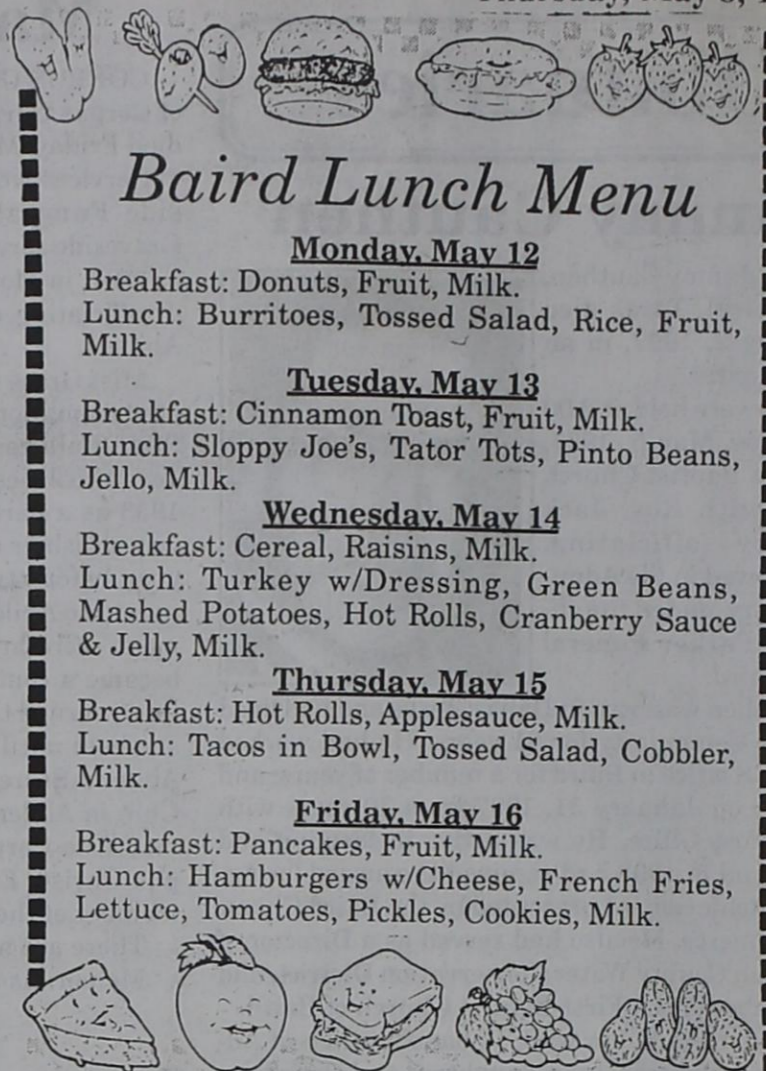 Baird Lunch Menu
Monday, May 12
Breakfast: Donuts, Fruit, Milk.
Lunch: Burritoes, Tossed Salad, Rice, Fruit,
Milk.
Tuesday, May 13
Breakfast: Cinnamon Toast, Fruit, Milk.
Lunch: Sloppy Joe's, Tator Tots, Pinto Beans,
Jello, Milk.
Wednesday, May 14
Breakfast: Cereal, Raisins, Milk.
Lunch: Turkey w/Dressing, Green Beans,
Mashed Potatoes, Hot Rolls, Cranberry Sauce
& Jelly, Milk.
Thursday, May 15
Breakfast: Hot Rolls, Applesauce, Milk.
Lunch: Tacos in Bowl, Tossed Salad, Cobbler,
Milk.
Friday, May 16
Breakfast: Pancakes, Fruit, Milk.
Lunch: Hamburgers w/Cheese, French Fries,
Lettuce, Tomatoes, Pickles, Cookies, Milk.